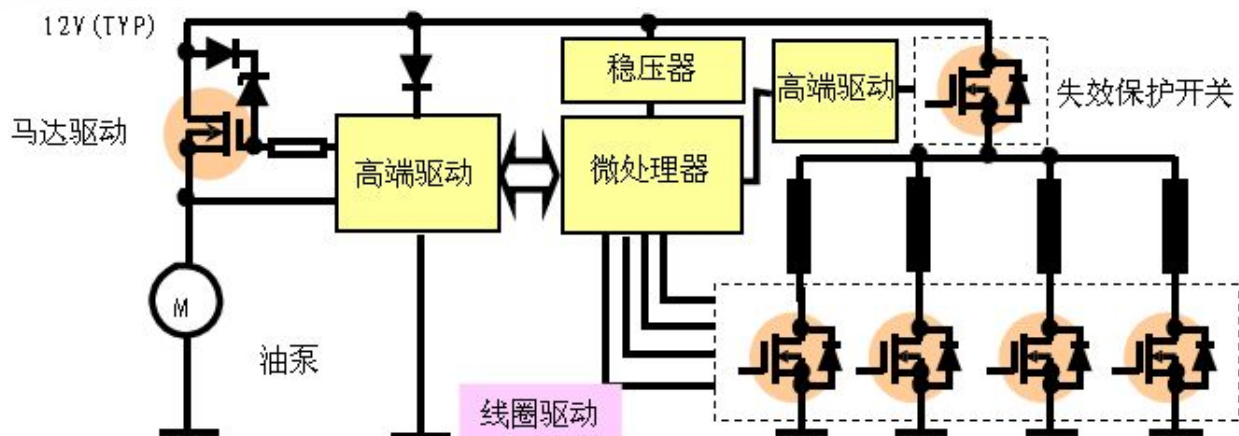 12V(TYP)
稳压器
高端驱动
失效保护开关
马达驱动
高端驱动
微处理器
M
油泵
线圈驱动